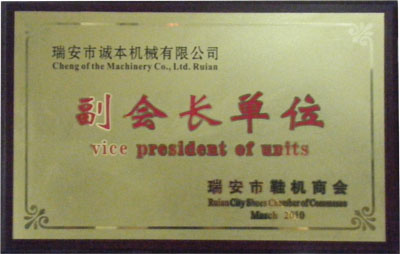 瑞安市诚本机械有限公司
Cheng of the Machinery Co., Ltd. Ruian
副会长单位
vice president of units
瑞安市鞋机商会
Ruian City Shoes Chamber of Commense
March 2010